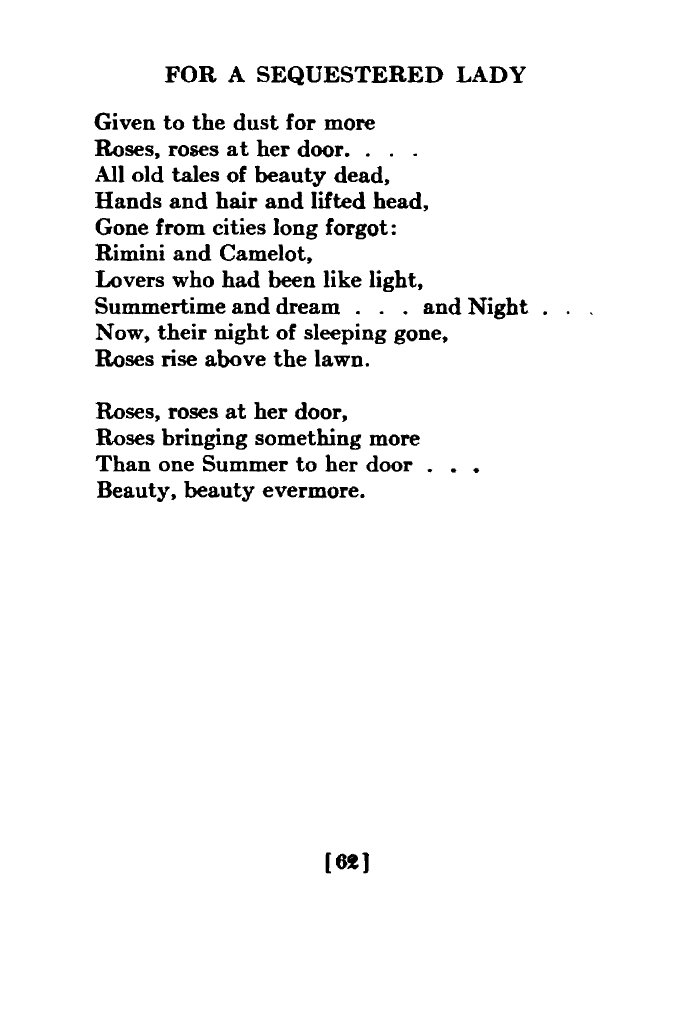 FOR A SEQUESTERED LADY
Given to the dust for more
Roses, roses at her door. . . .
All old tales of beauty dead,
Hands and hair and lifted head,
Gone from cities long forgot:
Rimini and Camelot,
Lovers who had been like light,
Summertime and dream . . . and Night . . .
Now, their night of sleeping gone,
Roses rise above the lawn.
Roses, roses at her door,
Roses bringing something more
Than one Summer to her door . . .
Beauty, beauty evermore.
[62]